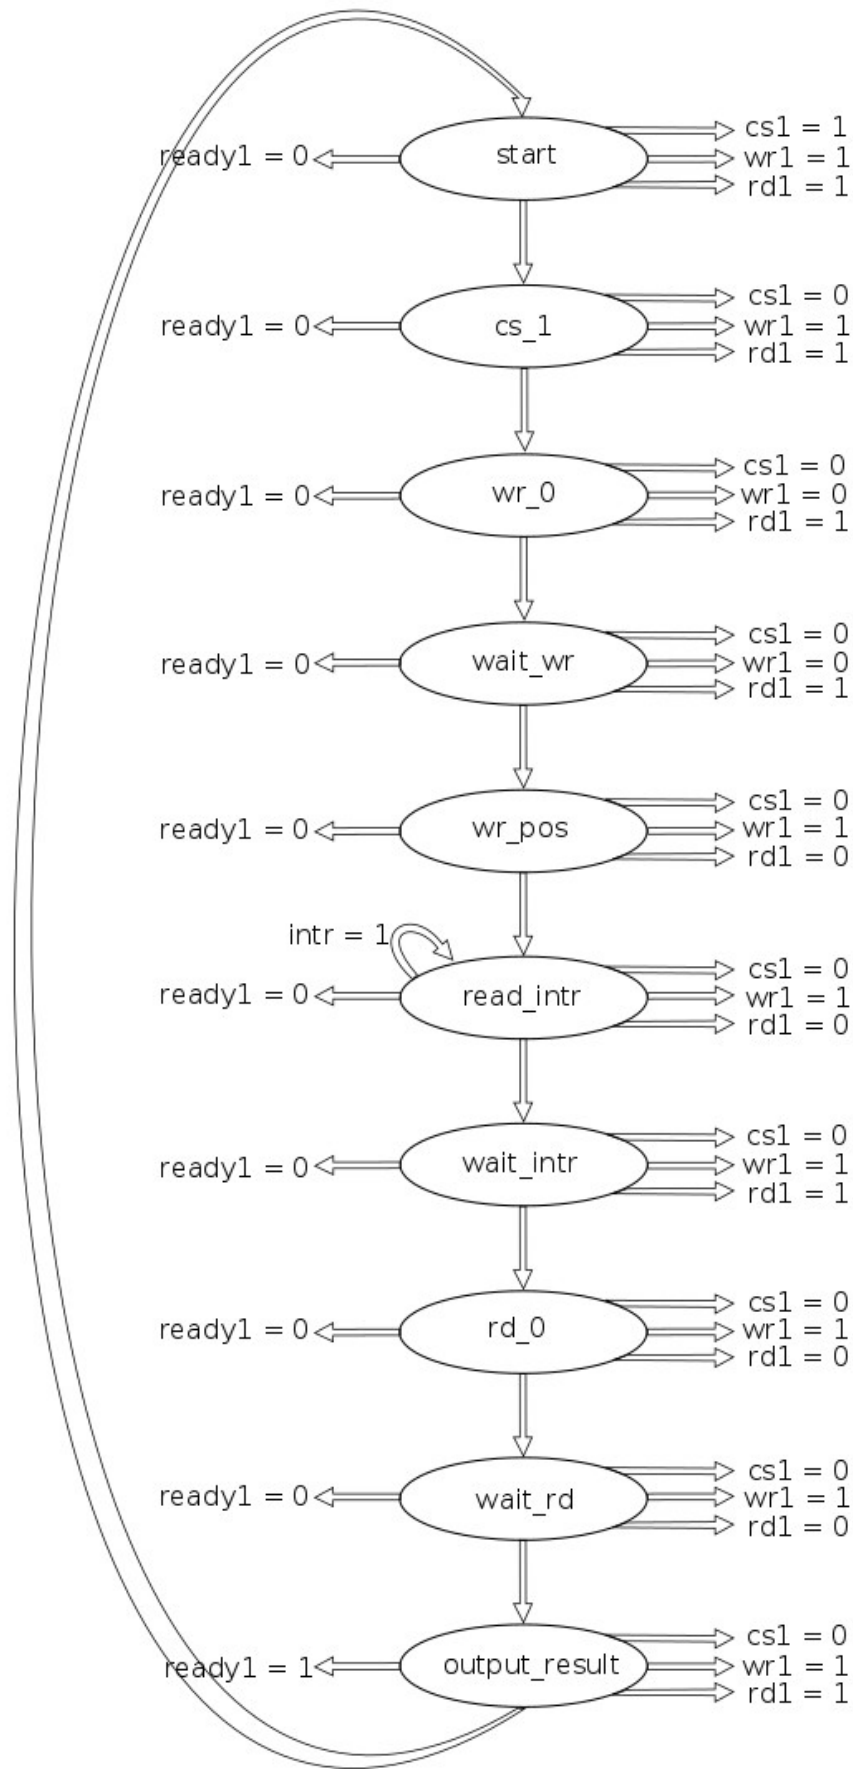 cs1 = 1
ready1 = 0 start wr1 = 1
rd1 = 1
cs1 = 0
ready1 = 0 cs_1 wr1 = 1
rd1 = 1
cs1 = 0
ready1 = 0 wr_0 wr1 = 0
rd1 = 1
cs1 = 0
ready1 = 0 wait_wr wr1 = 0
rd1 = 1
cs1 = 0
ready1 = 0 wr_pos wr1 = 1
rd1 = 0
intr = 1
cs1 = 0
ready1 = 0 read_intr wr1 = 1
rd1 = 0
cs1 = 0
ready1 = 0 wait_intr wr1 = 1
rd1 = 1
cs1 = 0
ready1 = 0 rd_0 wr1 = 1
rd1 = 0
cs1 = 0
ready1 = 0 wait_rd wr1 = 1
rd1 = 0
cs1 = 0
ready1 = 1 output_result wr1 = 1
rd1 = 1